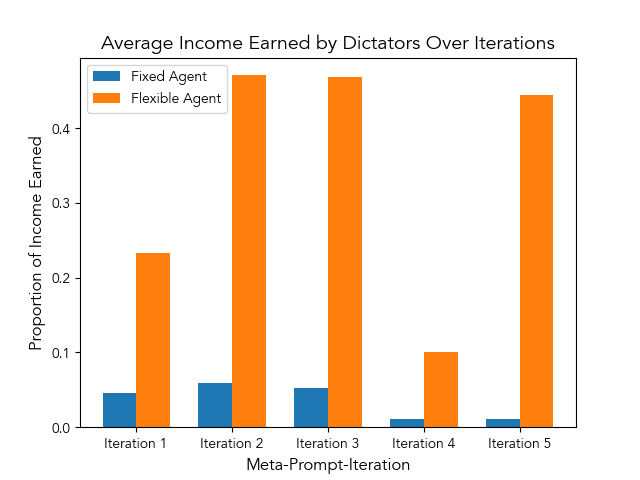 Average Income Earned by Dictators Over Iterations
Fixed Agent
Flexible Agent
Proportion of Income Earned
0.4
0.3
0.2
0.1
0.0
Iteration 1
Iteration 2
Iteration 3
Iteration 4
Iteration 5
Meta-Prompt-Iteration